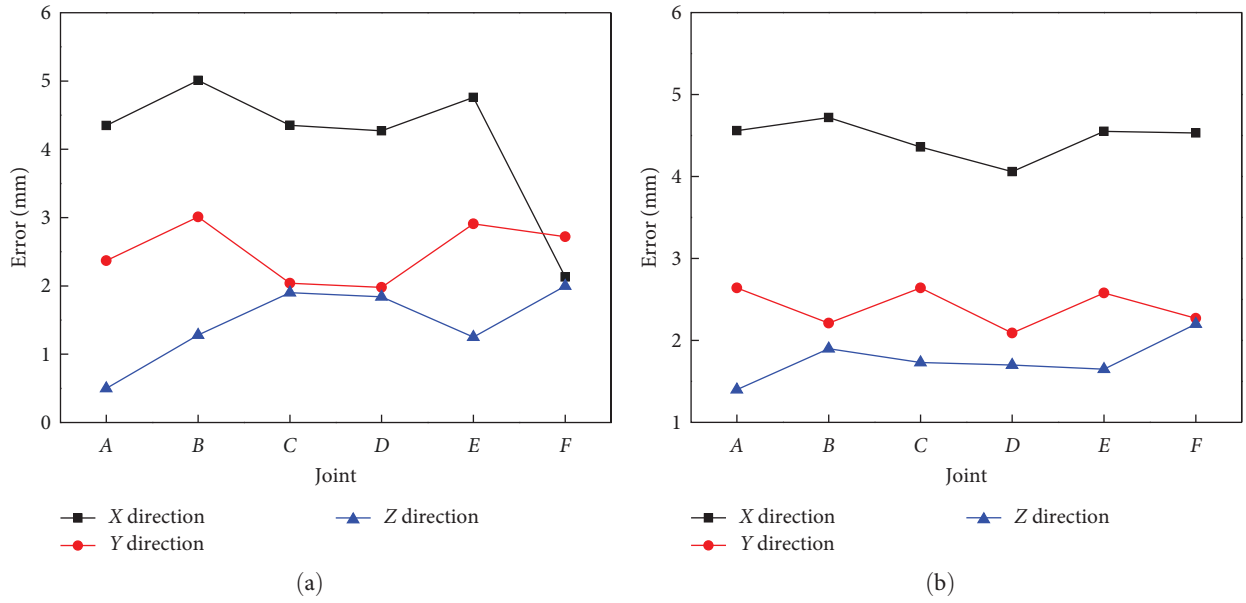 6
5
4
3
2
1
0
Error (mm)
A B C D E F
Joint
X direction
Y direction
Z direction
(a)
6
5
4
3
2
1
Error (mm)
A B C D E F
Joint
X direction
Y direction
Z direction
(b)